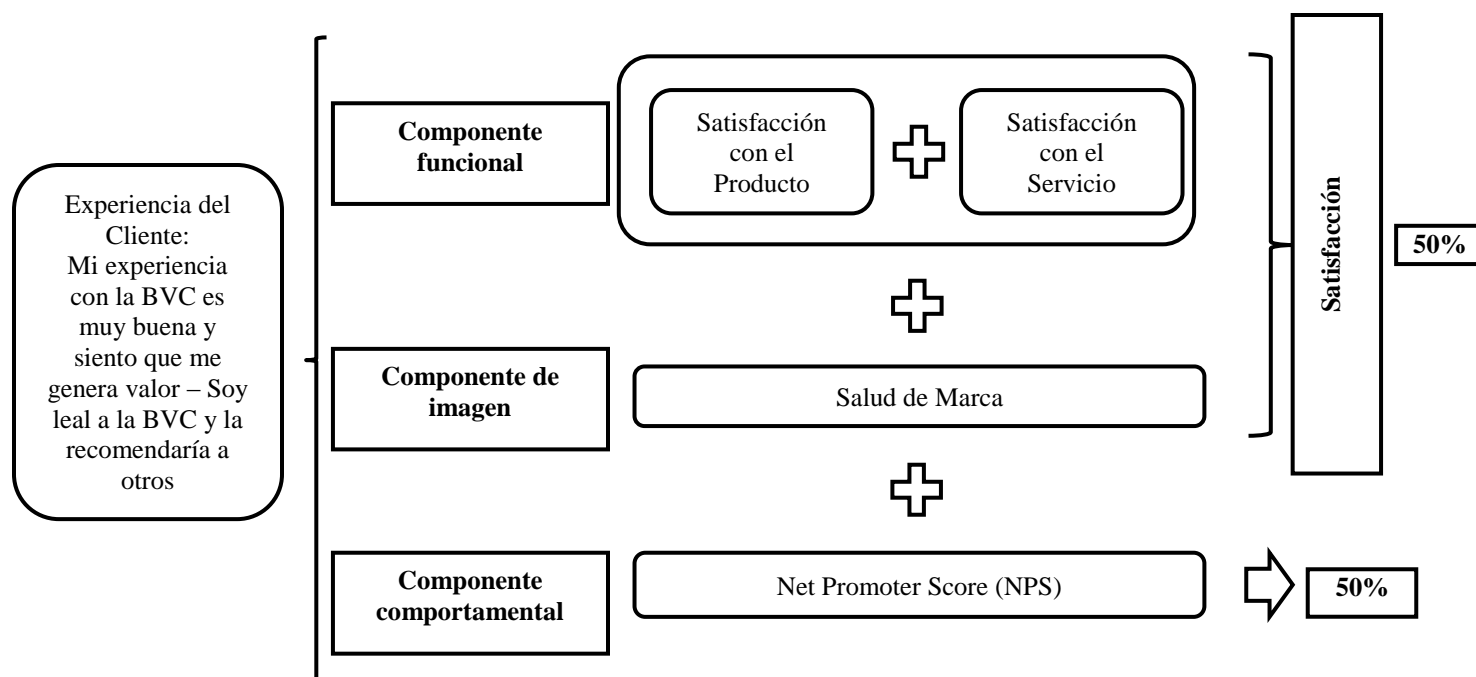 Experiencia del
Cliente:
Mi experiencia
con la BVC es
muy buena y
siento que me
genera valor – Soy
leal a la BVC y la
recomendaría a
otros
Componente
funcional
Satisfacción
con el
Producto
Satisfacción
con el
Servicio
Componente de
imagen
Salud de Marca
Componente
comportamental
Net Promoter Score (NPS)
Satisfacción
50%
50%